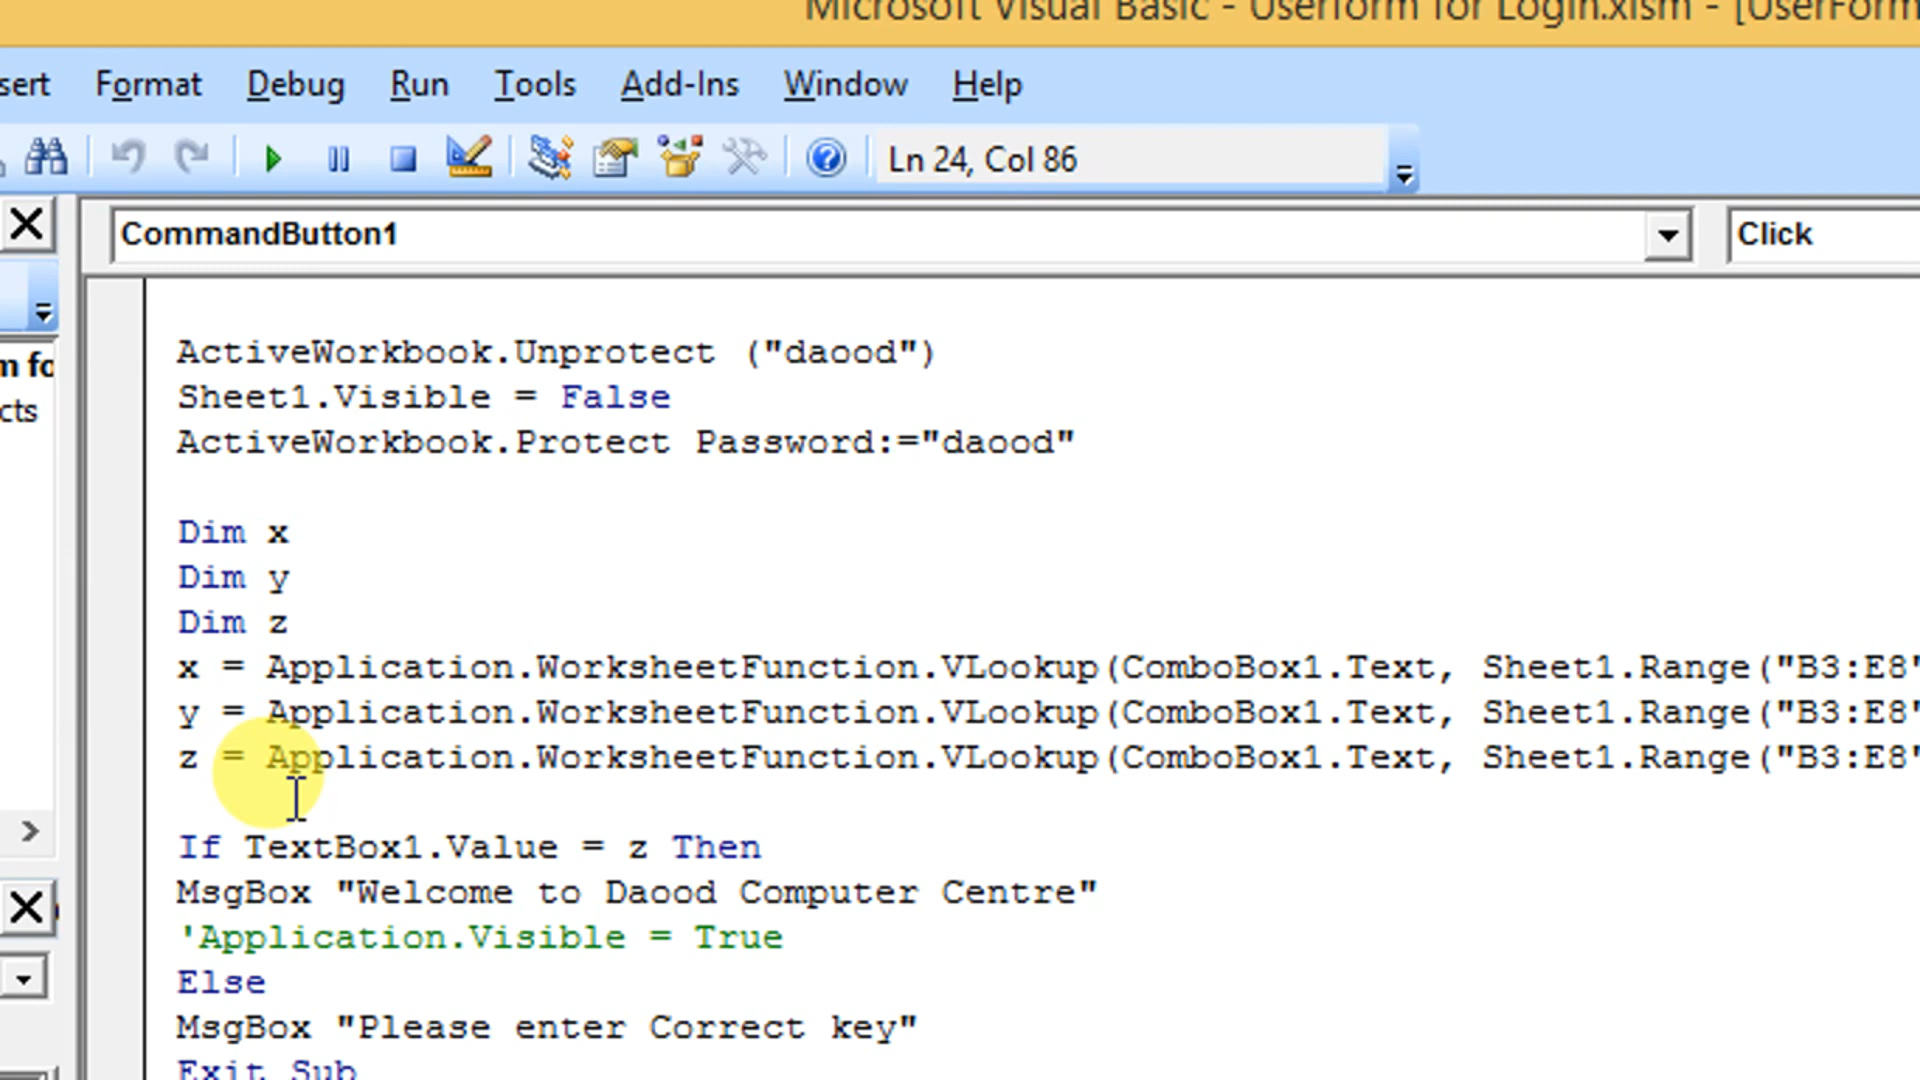 Microsoft Visual Basic - Userform for Login.xlsm - [UserForm
sert Format Debug Run Tools Add-Ins Window Help
Ln 24, Col 86
CommandButton1
Click
ActiveWorkbook.Unprotect ("daood")
m fo
Sheet1.Visible = False
cts
ActiveWorkbook.Protect Password:="daood"
Dim x
Dim y
Dim z
x = Application.WorksheetFunction.VLookup(ComboBox1.Text, Sheet1.Range("B3:E8"
y = Application.WorksheetFunction.VLookup(ComboBox1.Text, Sheet1.Range("B3:E8"
z = Application.WorksheetFunction.VLookup(ComboBox1.Text, Sheet1.Range("B3:E8"
If TextBox1.Value = z Then
MsgBox "Welcome to Daood Computer Centre"
'Application.Visible = True
Else
MsgBox "Please enter Correct key"
Exit Sub